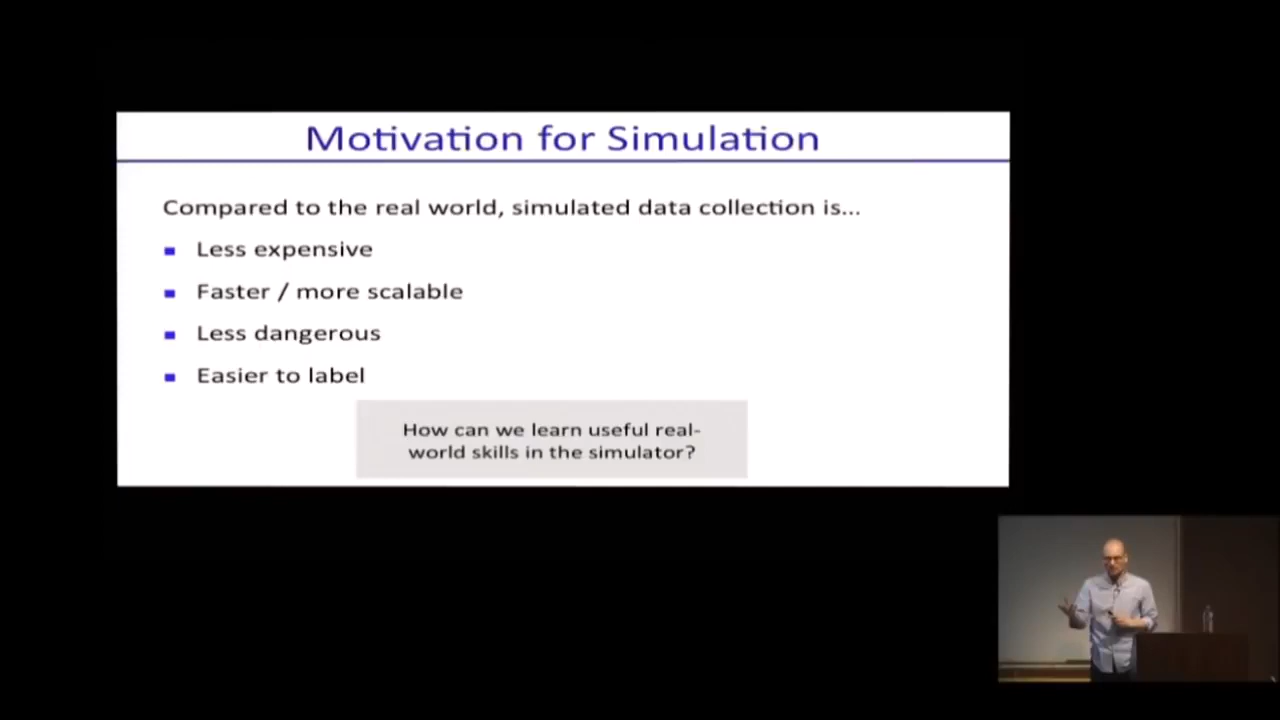 Motivation for Simulation
Compared to the real world, simulated data collection is...
Less expensive
Faster / more scalable
Less dangerous
Easier to label
How can we learn useful real-
world skills in the simulator?